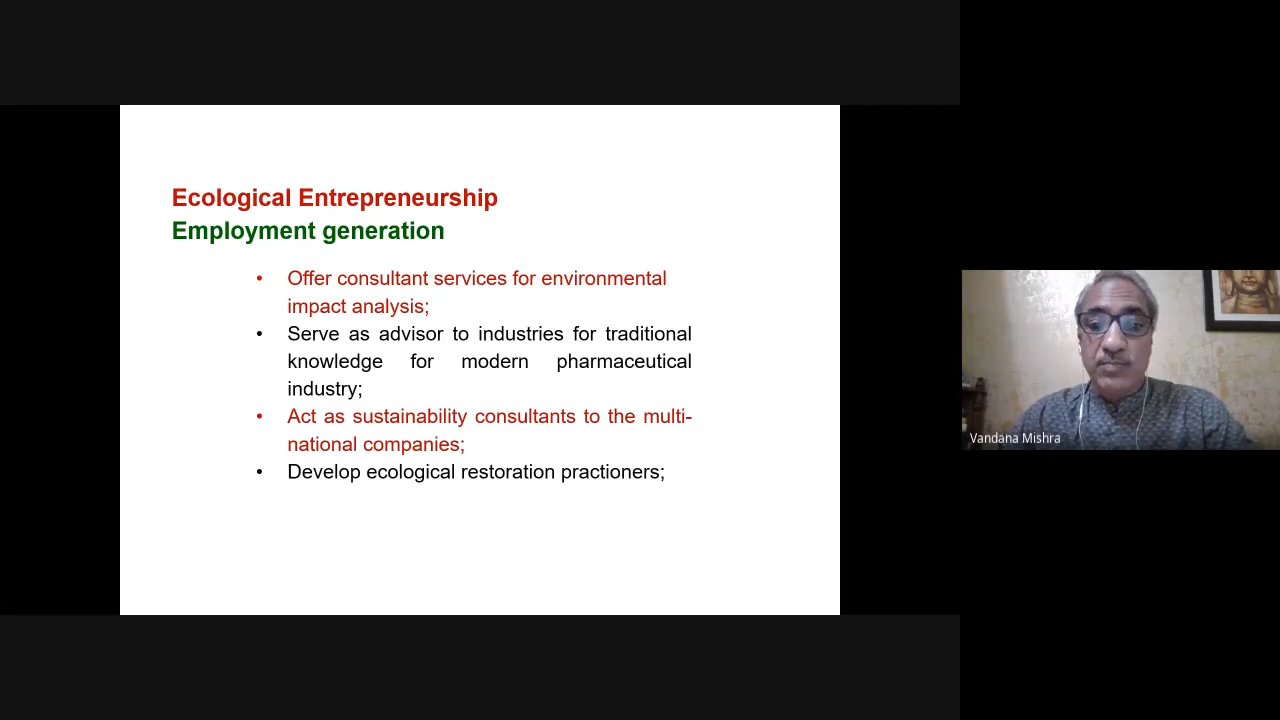 Ecological Entrepreneurship
Employment generation
• Offer consultant services for environmental
impact analysis;
• Serve as advisor to industries for traditional
knowledge for modern pharmaceutical
industry;
• Act as sustainability consultants to the multi-
national companies;
• Develop ecological restoration practioners;
Vandana Mishra